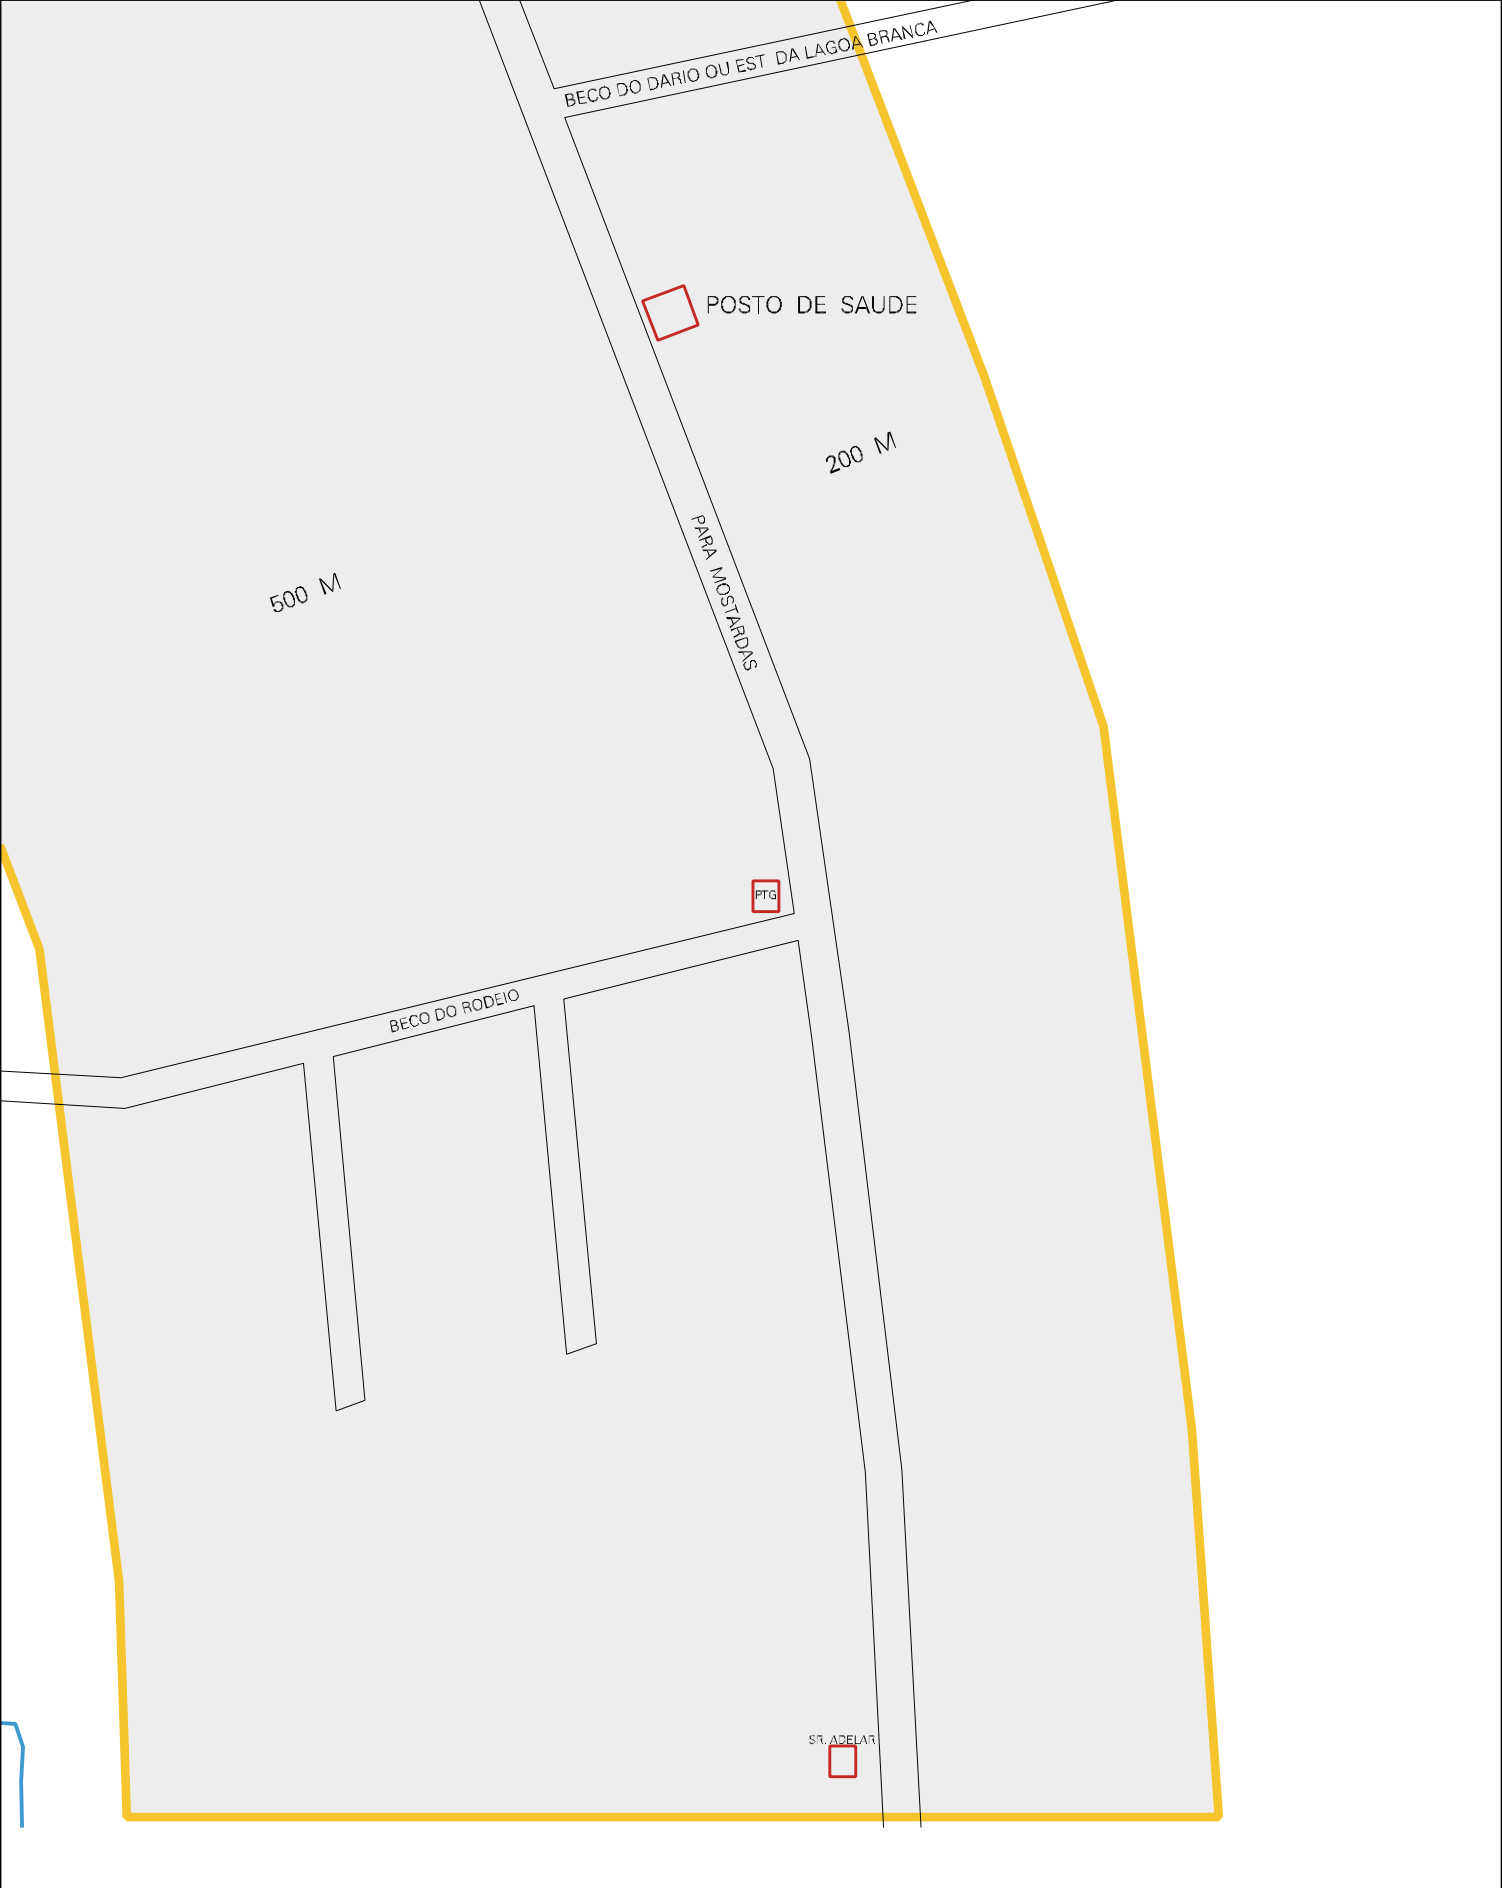 BECO DO DARIO OU EST DA LAGOA BRANCA
POSTO DE SAUDE
200 M
PARA MOSTARDAS
500 M
PTG
BECO DO RODEIO
SR. ADELAR